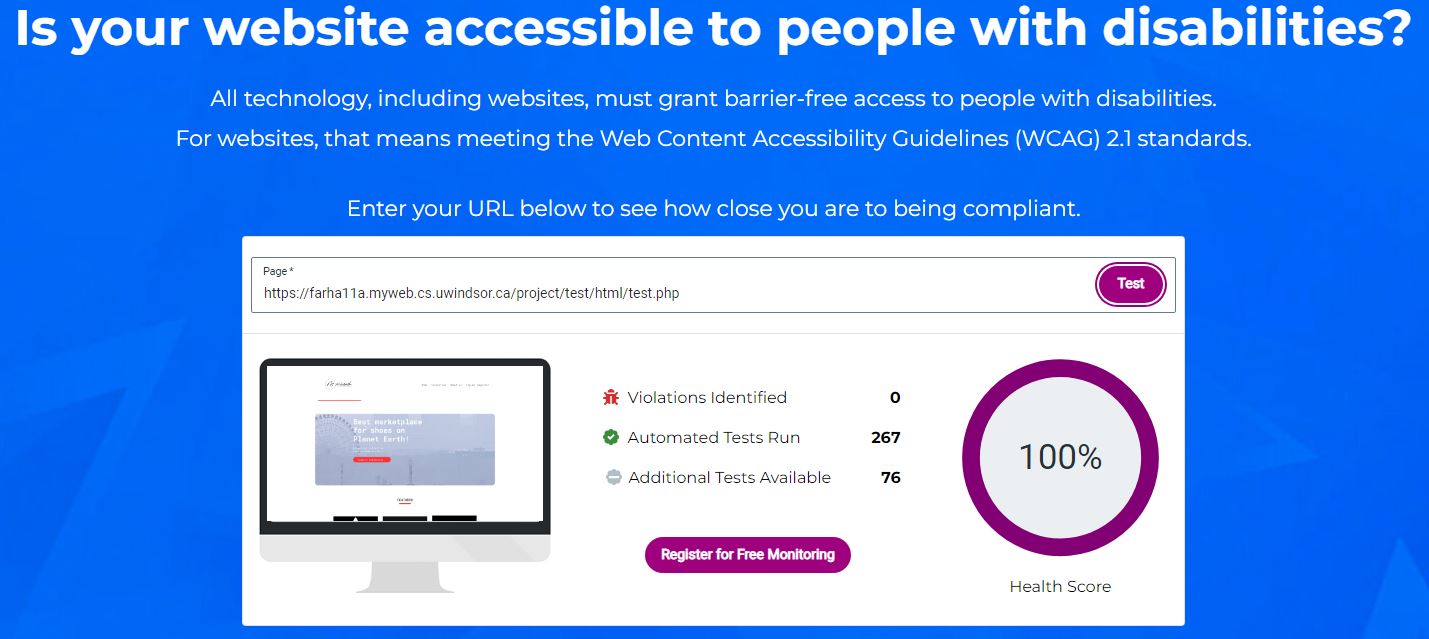 Is your website accessible to people with disabilities?
All technology, including websites, must grant barrier-free access to people with disabilities.
For websites, that means meeting the Web Content Accessibility Guidelines (WCAG) 2.1 standards.
Enter your URL below to see how close you are to being compliant.
Page *
https://farha11a.myweb.cs.uwindsor.ca/project/test/html/test.php
Test
Best marketplace
for shoes on
Planet Earth!
Violations Identified 0
Automated Tests Run 267
Additional Tests Available 76
Register for Free Monitoring
100%
Health Score